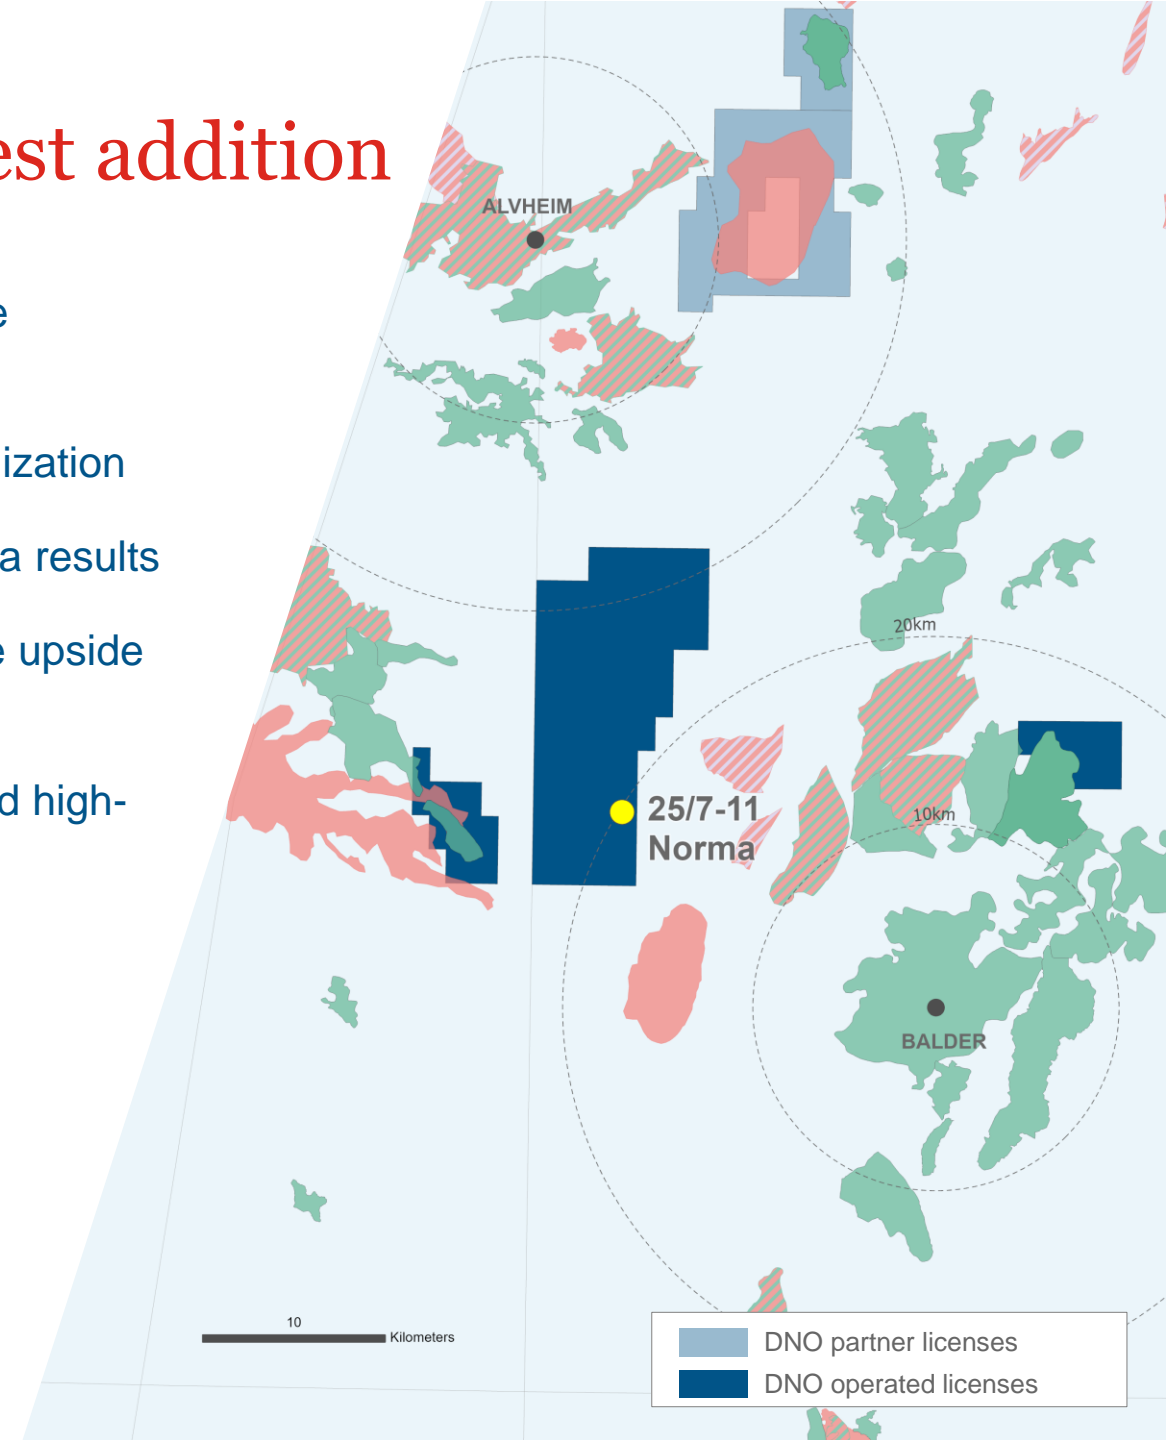 est addition
e
ization
a results
e upside
d high-
ALVHEIM
20km
10km
25/7-11
Norma
BALDER
10
Kilometers
DNO partner licenses
DNO operated licenses